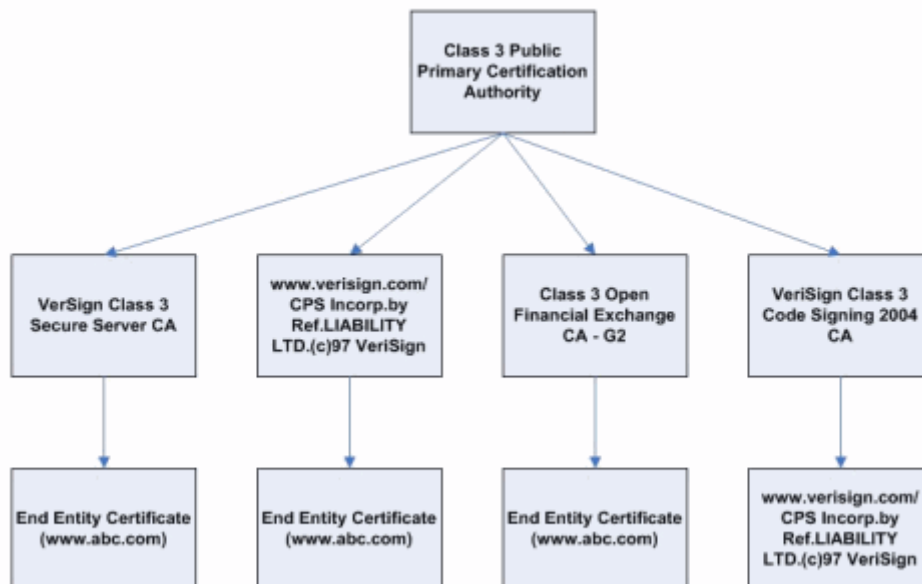 Class 3 Public
Primary Certification
Authority
VerSign Class 3
Secure Server CA
www.verisign.com/
CPS Incorp.by
Ref.LIABILITY
LTD.(c)97 VeriSign
Class 3 Open
Financial Exchange
CA - G2
VeriSign Class 3
Code Signing 2004
CA
End Entity Certificate
(www.abc.com)
End Entity Certificate
(www.abc.com)
End Entity Certificate
(www.abc.com)
www.verisign.com/
CPS Incorp.by
Ref.LIABILITY
LTD.(c)97 VeriSign